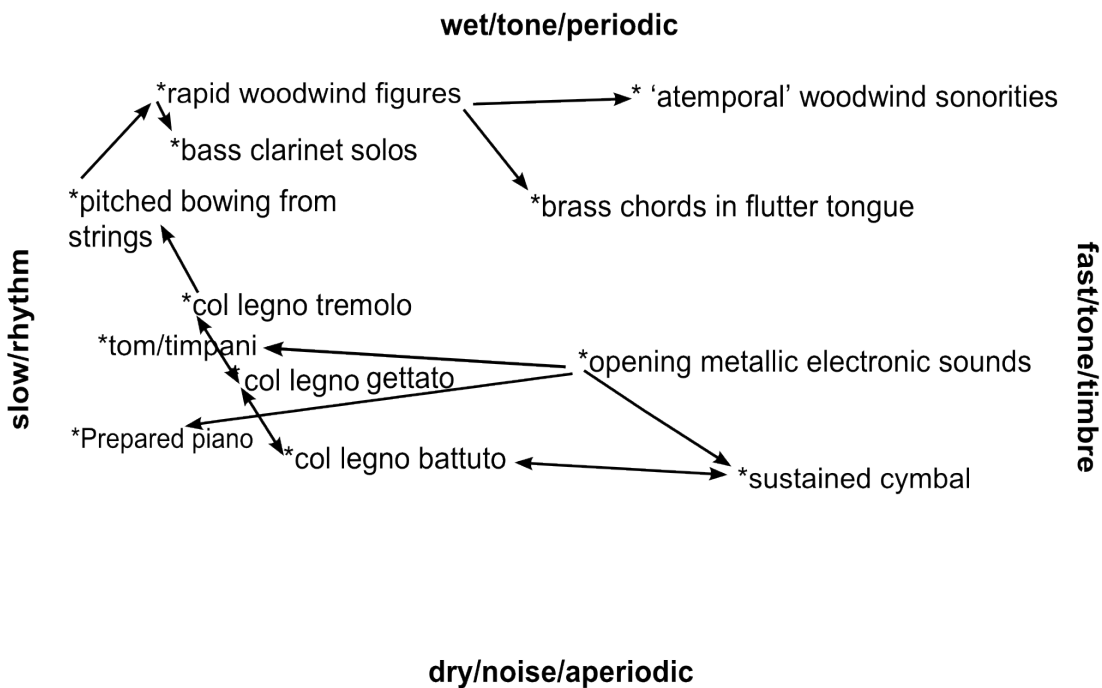 wet/tone/periodic
*rapid woodwind figures
* ‘atemporal’ woodwind sonorities
*bass clarinet solos
*pitched bowing from
strings
*brass chords in flutter tongue
slow/rhythm
fast/tone/timbre
*col legno tremolo
*tom/timpani
*opening metallic electronic sounds
*col legno gettato
*Prepared piano
*col legno battuto
*sustained cymbal
dry/noise/aperiodic